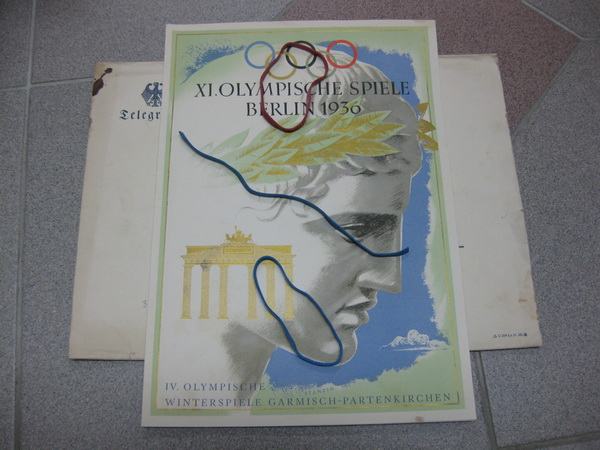 Telegr
XI. OLYMPISCHE SPIELE
BERLIN 1936
IV. OLYMPISCHE
WINTERSPIELE GARMISCH-PARTENKIRCHEN